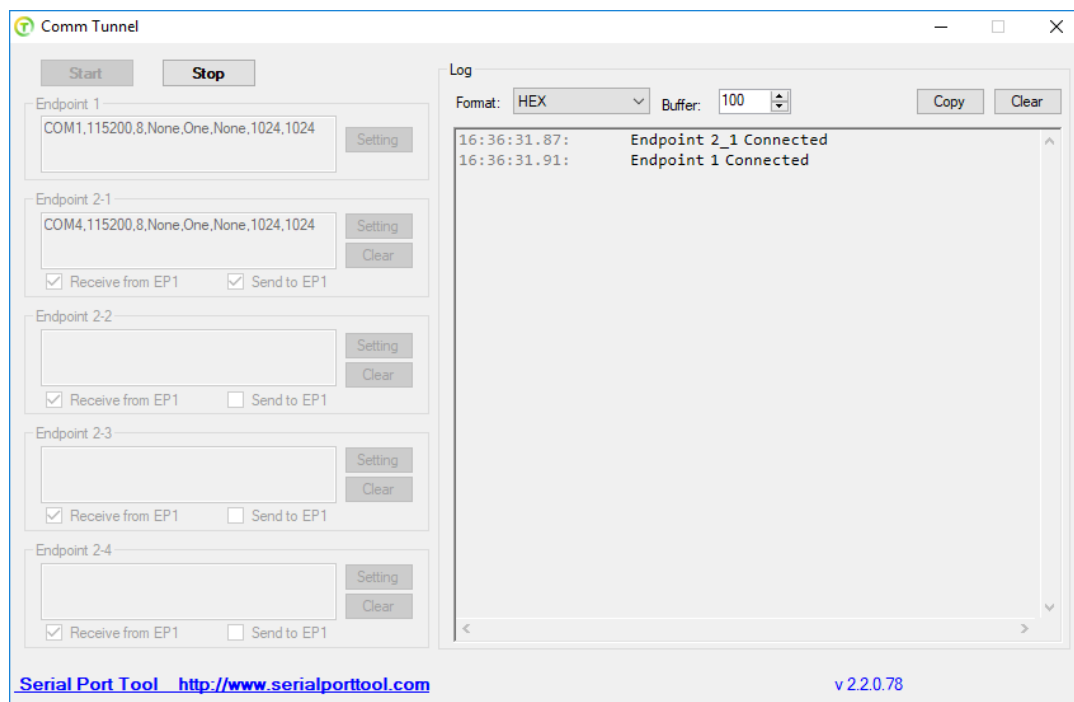 Comm Tunnel
Start Stop
Endpoint 1
COM1,115200,8,None,One,None,1024,1024
Setting
Endpoint 2-1
COM4,115200,8,None,One,None,1024,1024
Setting
Clear
Receive from EP1 Send to EP1
Endpoint 2-2
Setting
Clear
Receive from EP1 Send to EP1
Endpoint 2-3
Setting
Clear
Receive from EP1 Send to EP1
Endpoint 2-4
Setting
Clear
Receive from EP1 Send to EP1
Log
Format: HEX Buffer: 100 Copy Clear
16:36:31.87: Endpoint 2_1 Connected
16:36:31.91: Endpoint 1 Connected
Serial Port Tool http://www.serialporttool.com
v 2.2.0.78